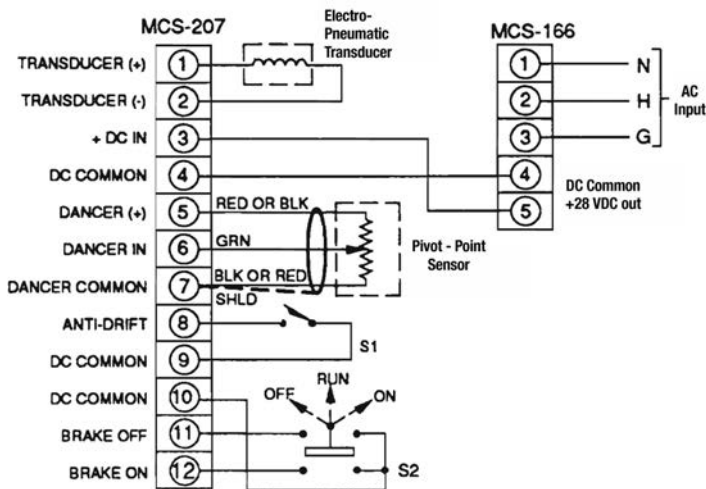 MCS-207
Electro-
Pneumatic
Transducer
MCS-166
TRANSDUCER (+) 1
TRANSDUCER (-) 2
+ DC IN 3
DC COMMON 4
DANCER (+) 5 RED OR BLK
DANCER IN 6 GRN
DANCER COMMON 7 BLK OR RED
SHLD
ANTI-DRIFT 8
DC COMMON 9
S1
DC COMMON 10
BRAKE OFF 11
BRAKE ON 12
OFF RUN ON
S2
Pivot - Point
Sensor
1 N
2 H
3 G
4
5
AC
Input
DC Common
+28 VDC out